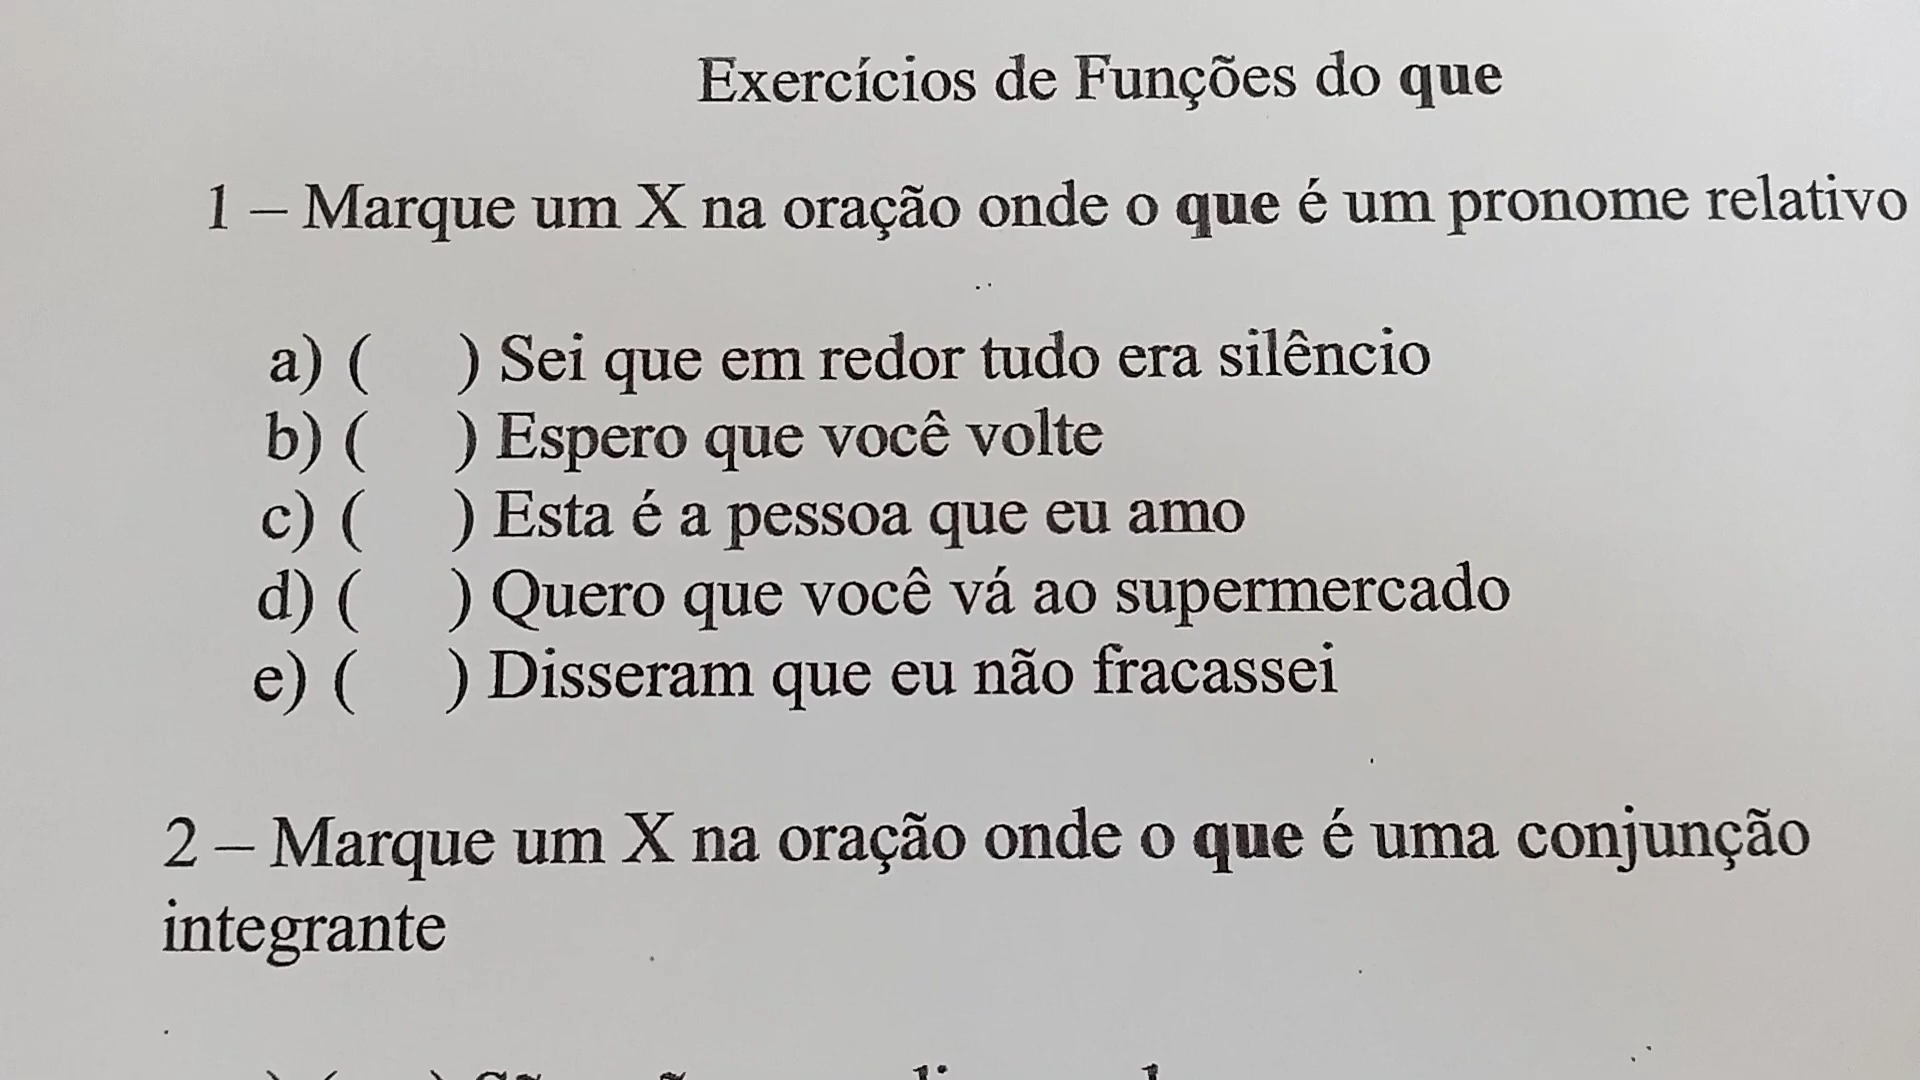 Exercícios de Funções do que
1 – Marque um X na oração onde o que é um pronome relativo
a) ( ) Sei que em redor tudo era silêncio
b) ( ) Espero que você volte
c) ( ) Esta é a pessoa que eu amo
d) ( ) Quero que você vá ao supermercado
e) ( ) Disseram que eu não fracassei
2 – Marque um X na oração onde o que é uma conjunção
integrante